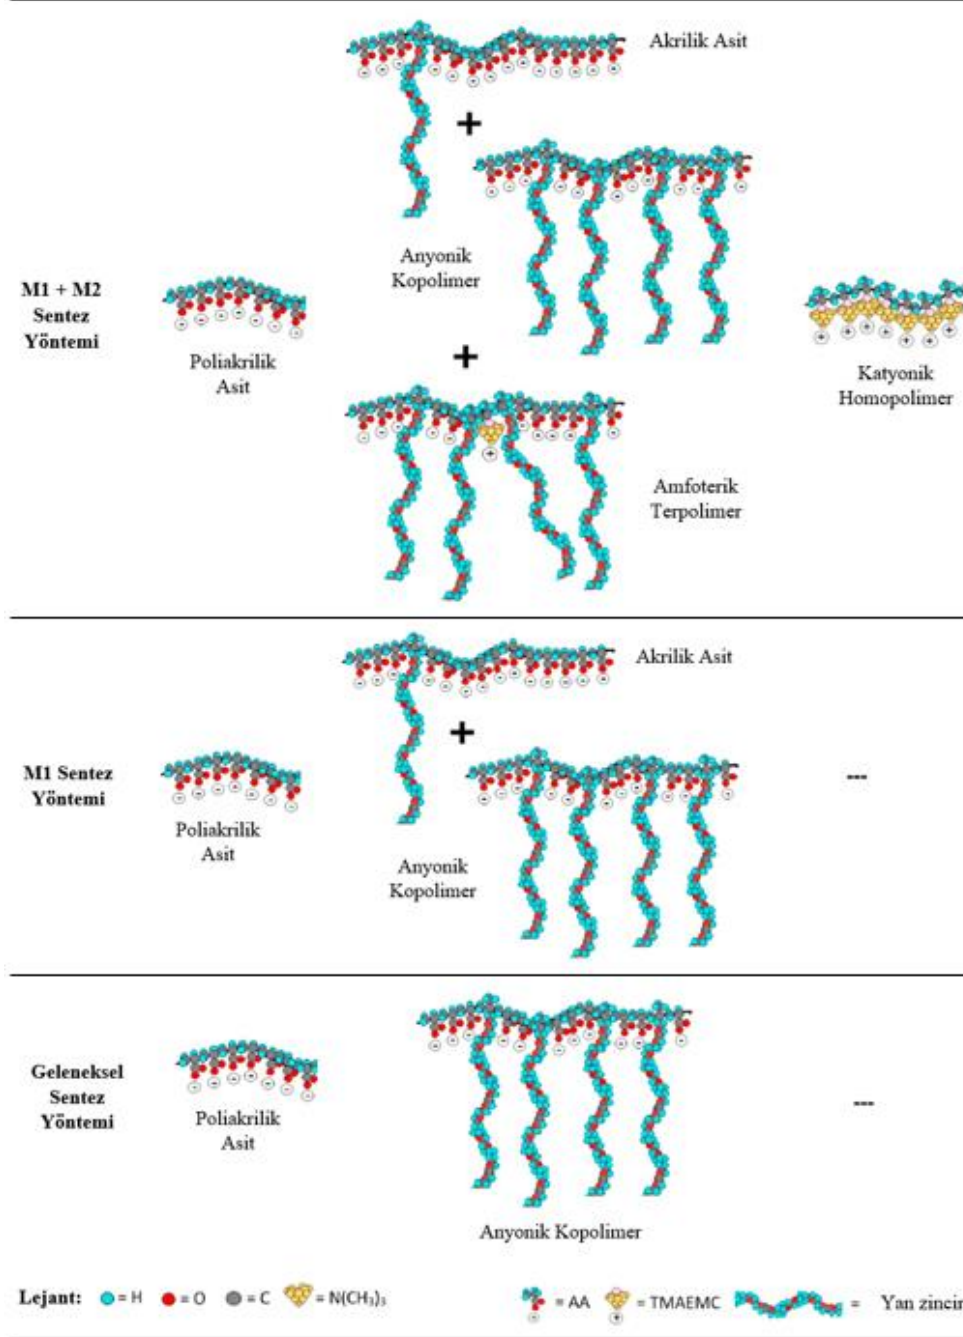 Akrilik Asit
Anyonik
Kopolimer
M1 + M2
Sentez
Yöntemi
Poliakrilik
Asit
Katyonik
Homopolimer
Amfoterik
Terpolimer
Akrilik Asit
M1 Sentez
Yöntemi
Poliakrilik
Asit
Anyonik
Kopolimer
---
Geleneksel
Sentez
Yöntemi
Poliakrilik
Asit
---
Anyonik Kopolimer
Lejant: = H = O = C = N(CH₃)₃ = AA = TMAEMC = Yan zincir